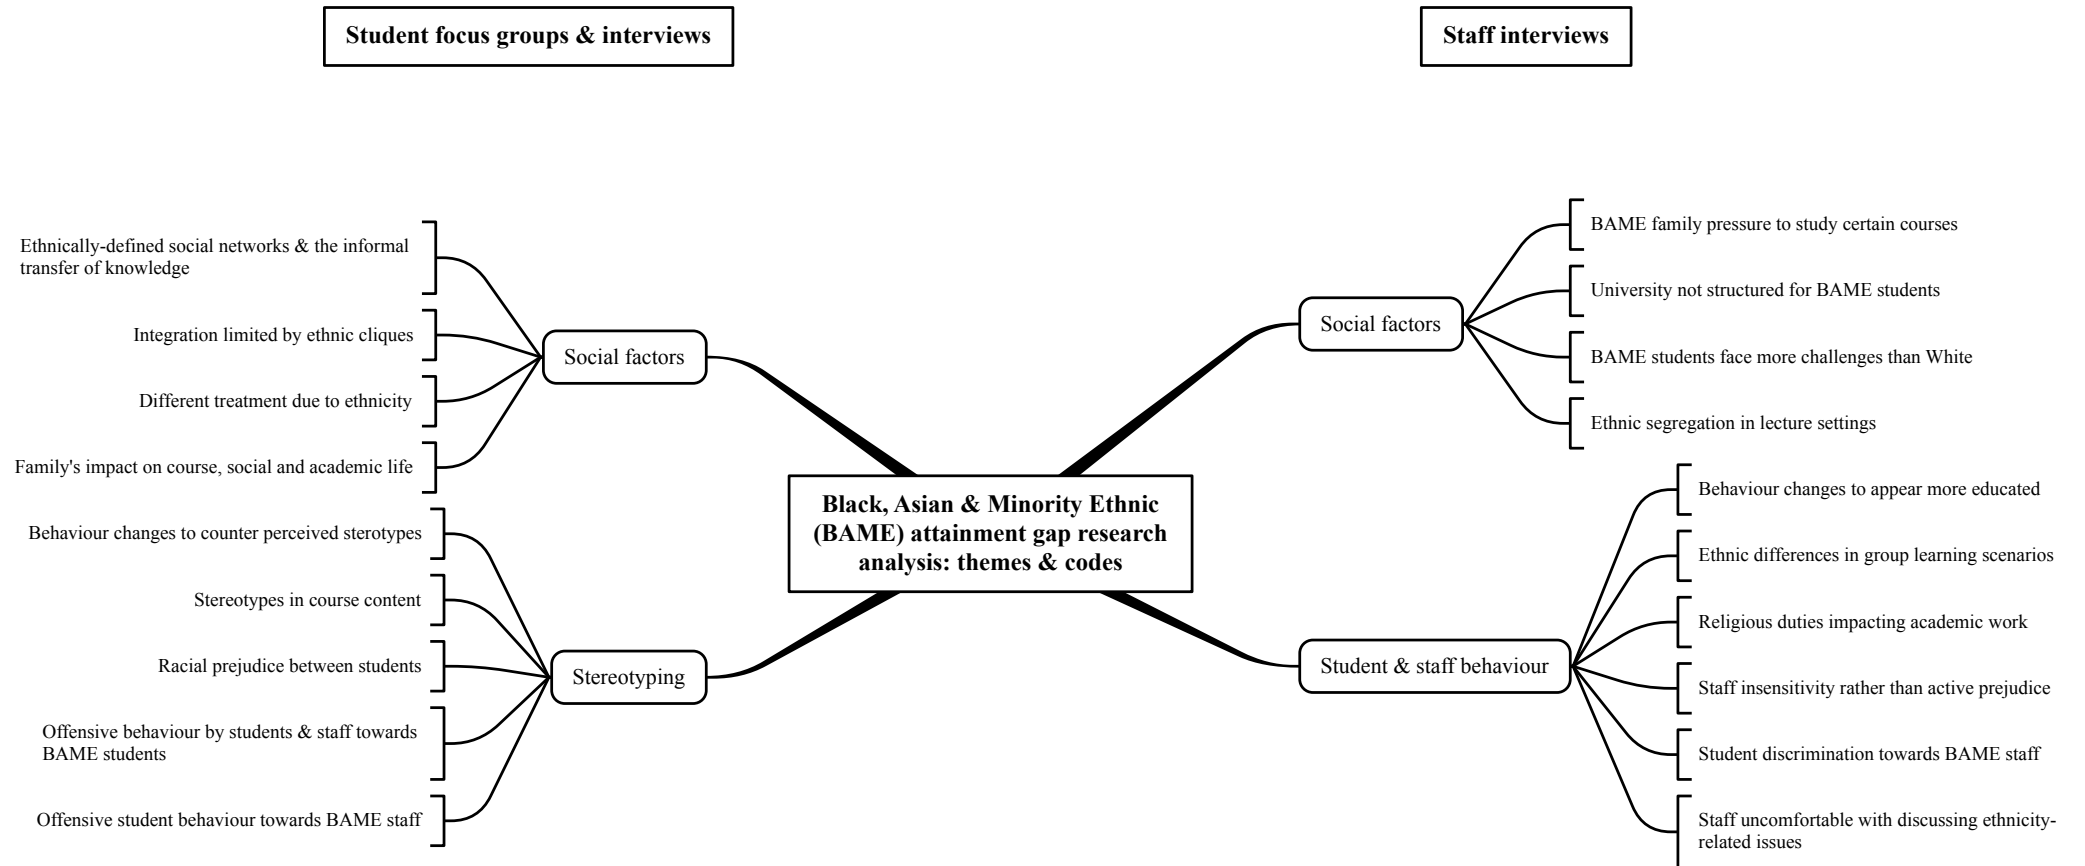 Student focus groups & interviews
Staff interviews
Ethnically-defined social networks & the informal
transfer of knowledge
Integration limited by ethnic cliques
Different treatment due to ethnicity
Family's impact on course, social and academic life
Social factors
Behaviour changes to counter perceived sterotypes
Stereotypes in course content
Racial prejudice between students
Offensive behaviour by students & staff towards
BAME students
Offensive student behaviour towards BAME staff
Stereotyping
Black, Asian & Minority Ethnic
(BAME) attainment gap research
analysis: themes & codes
Social factors
BAME family pressure to study certain courses
University not structured for BAME students
BAME students face more challenges than White
Ethnic segregation in lecture settings
Student & staff behaviour
Behaviour changes to appear more educated
Ethnic differences in group learning scenarios
Religious duties impacting academic work
Staff insensitivity rather than active prejudice
Student discrimination towards BAME staff
Staff uncomfortable with discussing ethnicity-
related issues